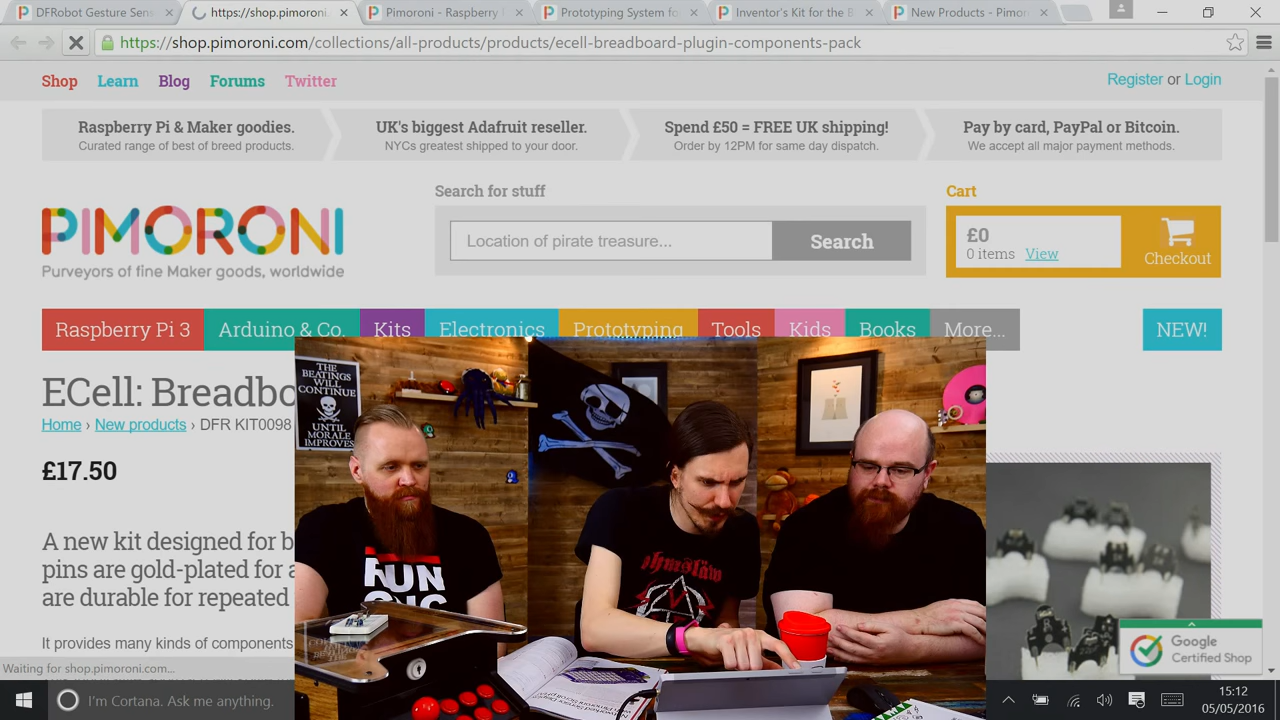 DFRobot Gesture Sens
https://shop.pimoroni.
Pimoroni - Raspberry
Prototyping System fo
Inventor's Kit for the B
New Products - Pimor
https://shop.pimoroni.com/collections/all-products/products/ecell-breadboard-plugin-components-pack
Shop Learn Blog Forums Twitter
Register or Login
Raspberry Pi & Maker goodies.
Curated range of best of breed products.
UK's biggest Adafruit reseller.
NYCs greatest shipped to your door.
Spend £50 = FREE UK shipping!
Order by 12PM for same day dispatch.
Pay by card, PayPal or Bitcoin.
We accept all major payment methods.
PIMORONI
Purveyors of fine Maker goods, worldwide
Search for stuff
Location of pirate treasure...
Search
Cart
£0
0 items View
Checkout
Raspberry Pi 3 Arduino & Co. Kits Electronics Prototyping Tools Kids Books More... NEW!
ECell: Breadbo
Home › New products › DFR KIT0098
£17.50
A new kit designed for b
pins are gold-plated for a
are durable for repeated
It provides many kinds of components
THE
BEATINGS
WILL
CONTINUE
UNTIL
MORALE
IMPROVES
RUN
Google
Certified Shop
Waiting for shop.pimoroni.com...
I'm Cortana. Ask me anything.
15:12
05/05/2016